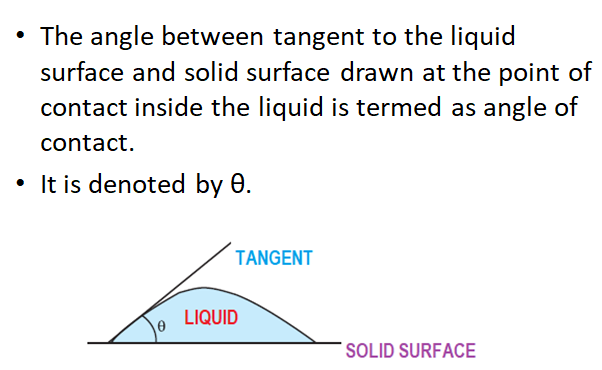 • The angle between tangent to the liquid
surface and solid surface drawn at the point of
contact inside the liquid is termed as angle of
contact.
• It is denoted by θ.
TANGENT
LIQUID
θ
SOLID SURFACE